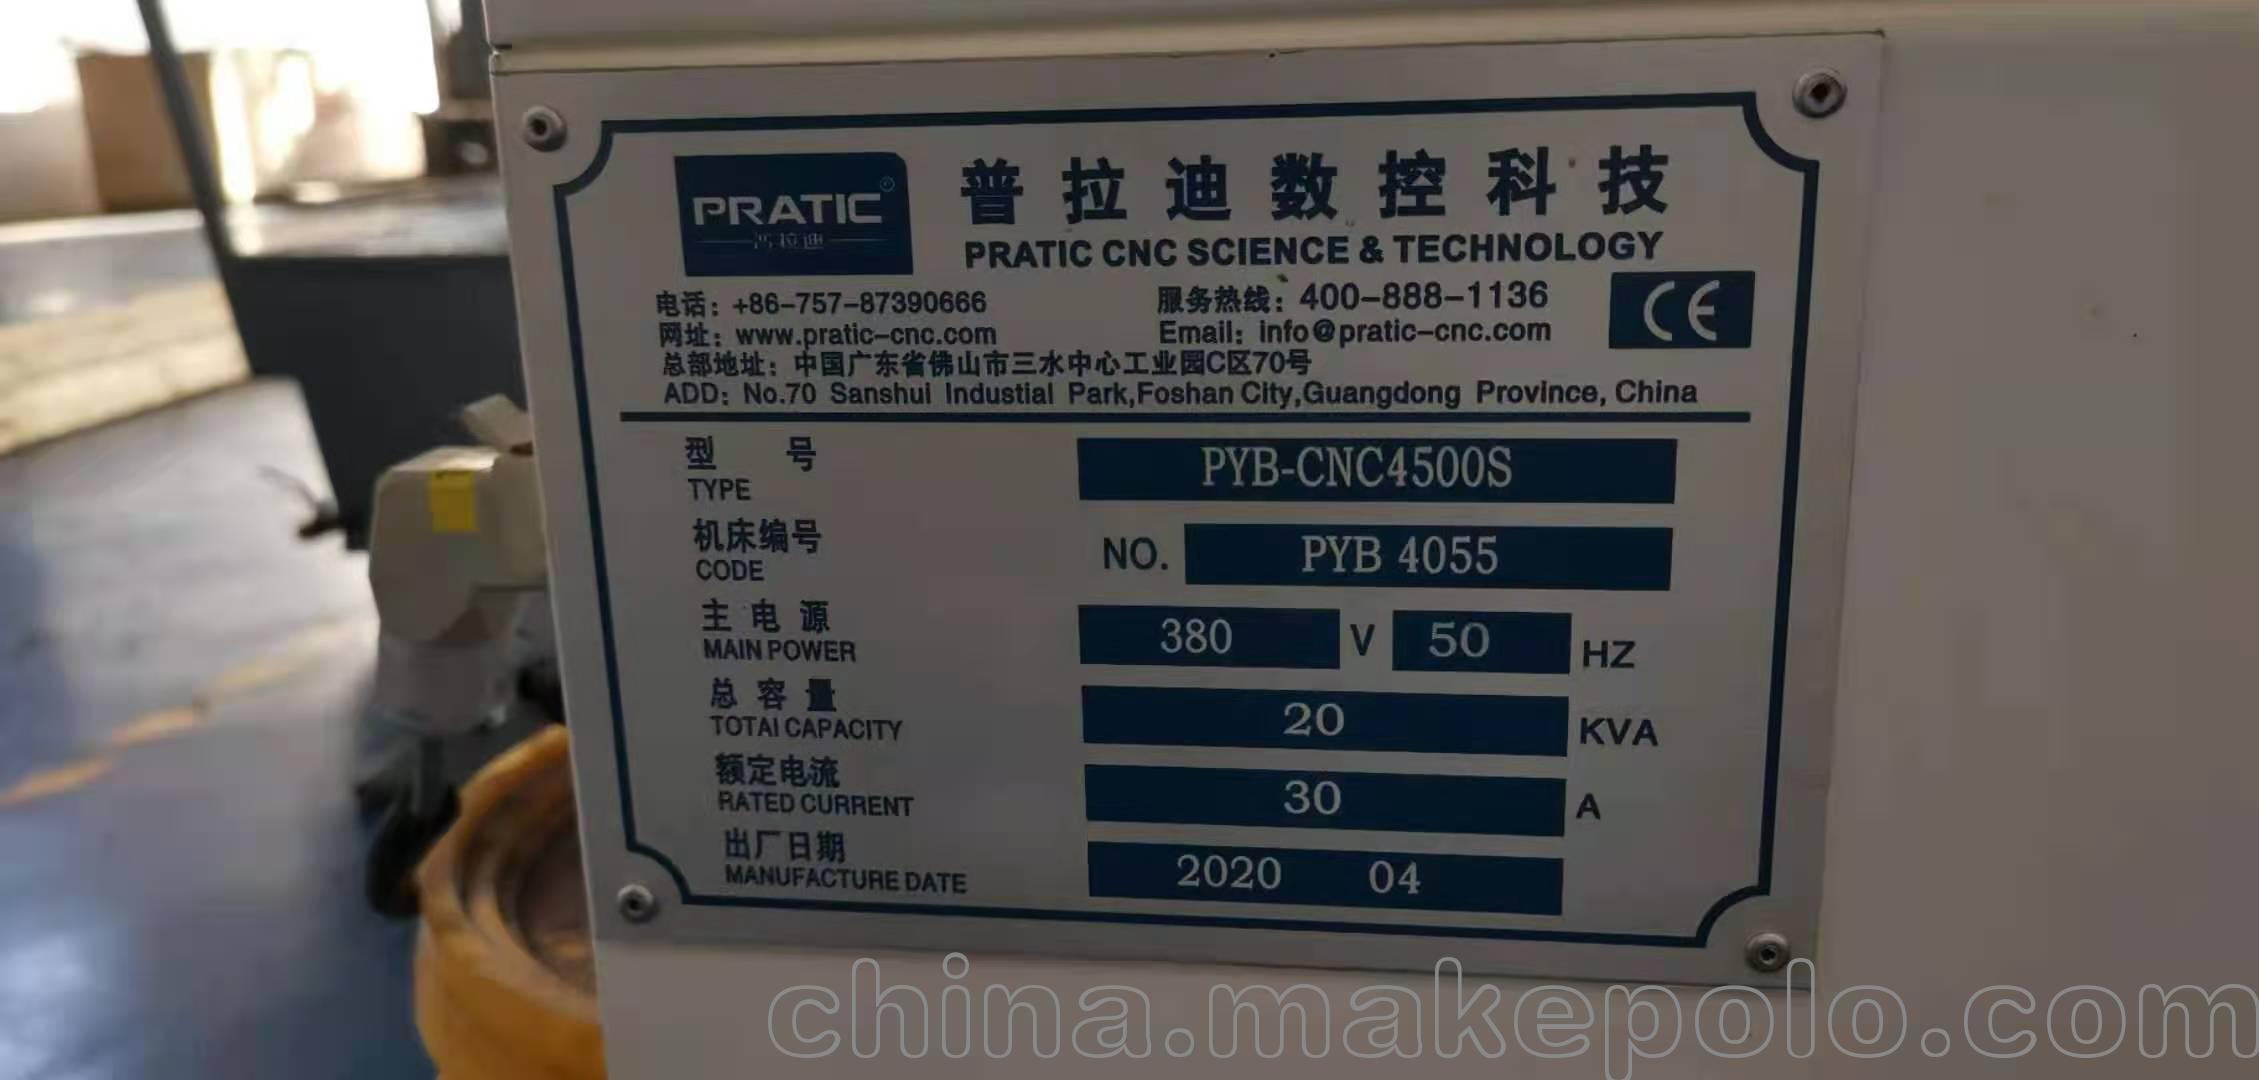 PRATIC®
普拉迪
普拉迪数控科技
PRATIC CNC SCIENCE & TECHNOLOGY
电话：+86-757-87390666 服务热线：400-888-1136
网址：www.pratic-cnc.com Email：info@pratic-cnc.com
CE
总部地址：中国广东省佛山市三水中心工业园C区70号
ADD：No.70 Sanshui Industial Park,Foshan City,Guangdong Province, China
型 号 PYB-CNC4500S
TYPE
机床编号 NO. PYB 4055
CODE
主电源 380 V 50 HZ
MAIN POWER
总容量 20 KVA
TOTAI CAPACITY
额定电流 30 A
RATED CURRENT
出厂日期 2020 04
MANUFACTURE DATE
china.makepolo.com